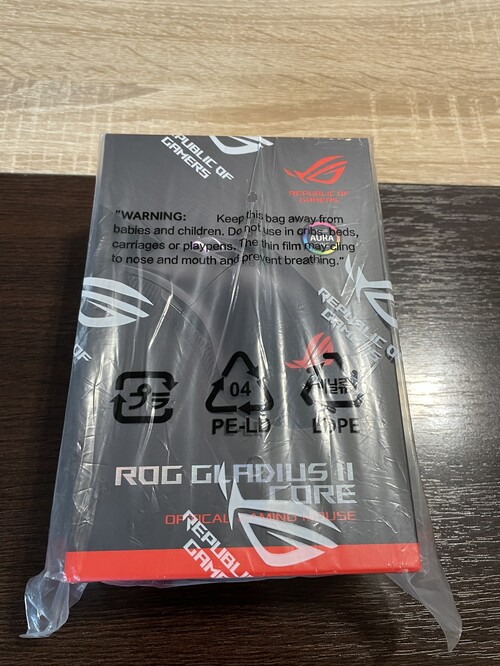 REPUBLIC OF
GAMERS
REPUBLIC OF
GAMERS
"WARNING: Keep this bag away from
babies and children. Do not use in cribs, beds,
carriages or playpens. The thin film may cling
to nose and mouth and prevent breathing."
AURA
REPUBLIC OF
GAMERS
OF
プラ
04
PE-LD
LDPE
ROG GLADIUS II
CORE
OPTICAL GAMING MOUSE
REPUBLIC
GAMERS